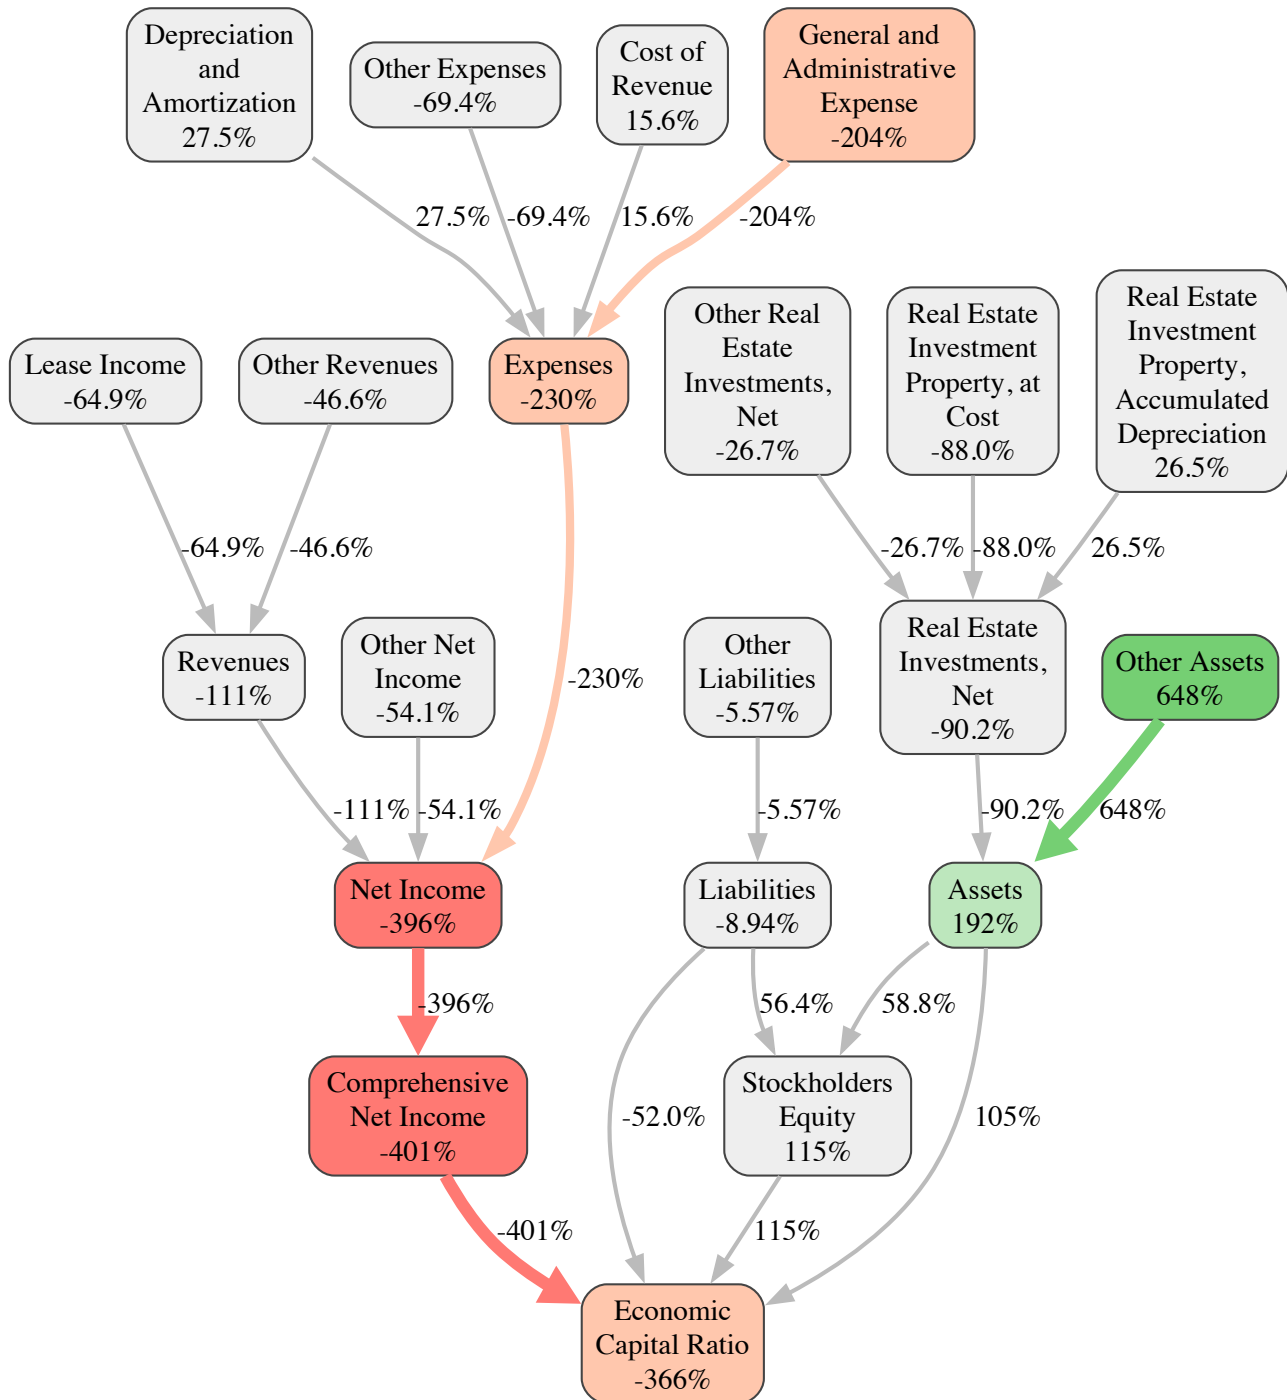 Depreciation
and
Amortization
27.5%
Other Expenses
-69.4%
Cost of
Revenue
15.6%
General and
Administrative
Expense
-204%
27.5%
-69.4%
15.6%
-204%
Lease Income
-64.9%
Other Revenues
-46.6%
Expenses
-230%
Other Real
Estate
Investments,
Net
-26.7%
Real Estate
Investment
Property, at
Cost
-88.0%
Real Estate
Investment
Property,
Accumulated
Depreciation
26.5%
-64.9%
-46.6%
-26.7%
-88.0%
26.5%
Revenues
-111%
Other Net
Income
-54.1%
-230%
Other
Liabilities
-5.57%
Real Estate
Investments,
Net
-90.2%
Other Assets
648%
-111%
-54.1%
-5.57%
-90.2%
648%
Net Income
-396%
Liabilities
-8.94%
Assets
192%
-396%
56.4%
58.8%
Comprehensive
Net Income
-401%
-52.0%
Stockholders
Equity
115%
105%
-401%
115%
Economic
Capital Ratio
-366%